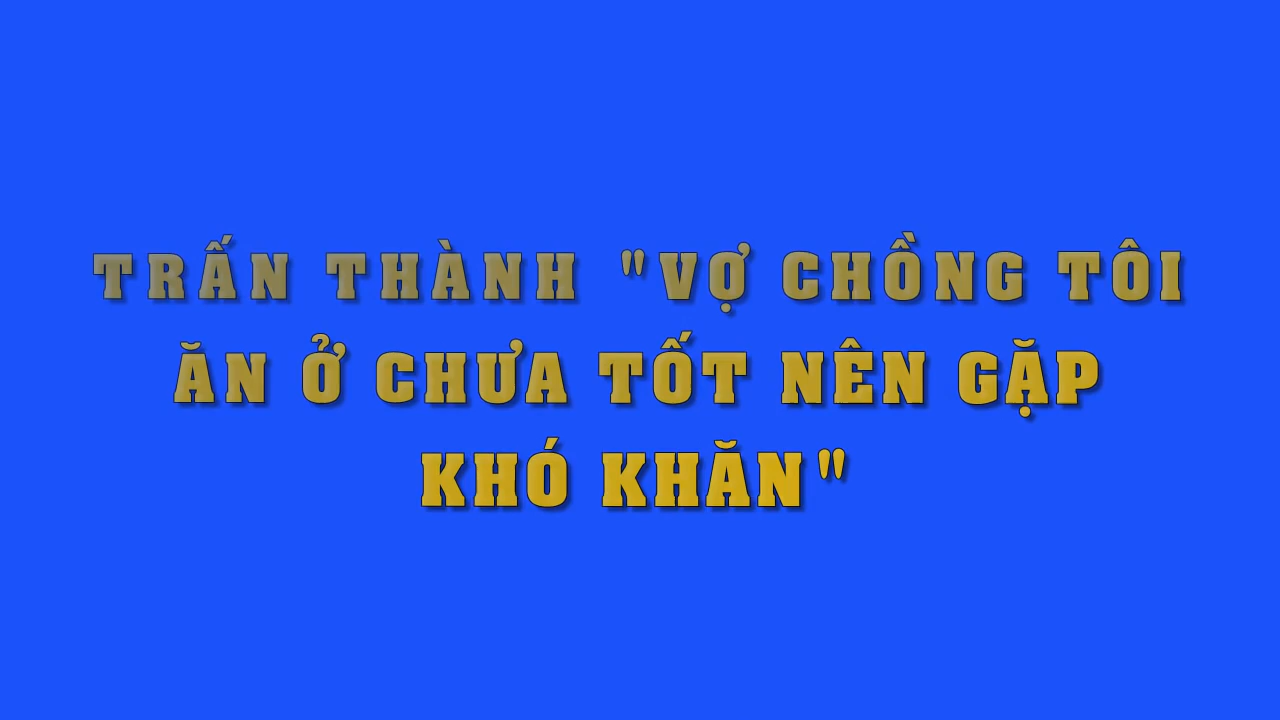 TRẤN THÀNH "VỢ CHỒNG TÔI
ĂN Ở CHƯA TỐT NÊN GẶP
KHÓ KHĂN"